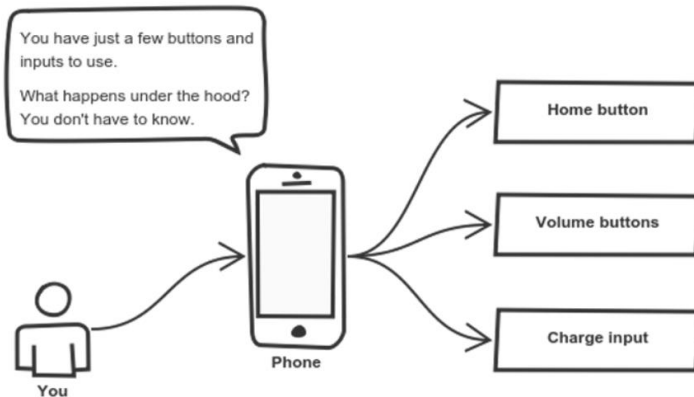 You have just a few buttons and
inputs to use.
What happens under the hood?
You don't have to know.
Home button
Volume buttons
Charge input
Phone
You